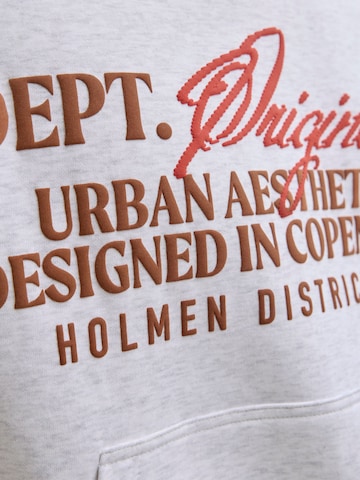 DEPT. Origin
URBAN AESTHET
DESIGNED IN COPEN
HOLMEN DISTRIC